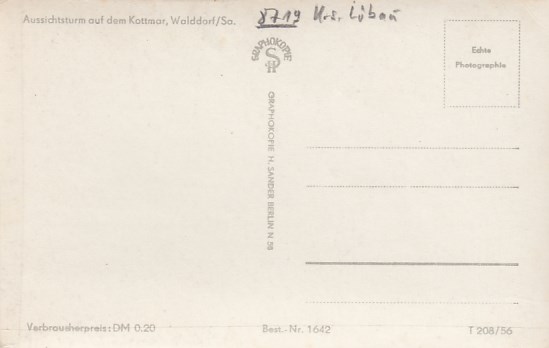 Aussichtsturm auf dem Kottmar, Walddorf/Sa.
8719 Krs. Löbau
GRAPHOKOPIE
Echte
Photographie
GRAPHOKOPIE H. SANDER BERLIN N 58
Verbraucherpreis: DM 0.20
Best.-Nr. 1642
T 208/56